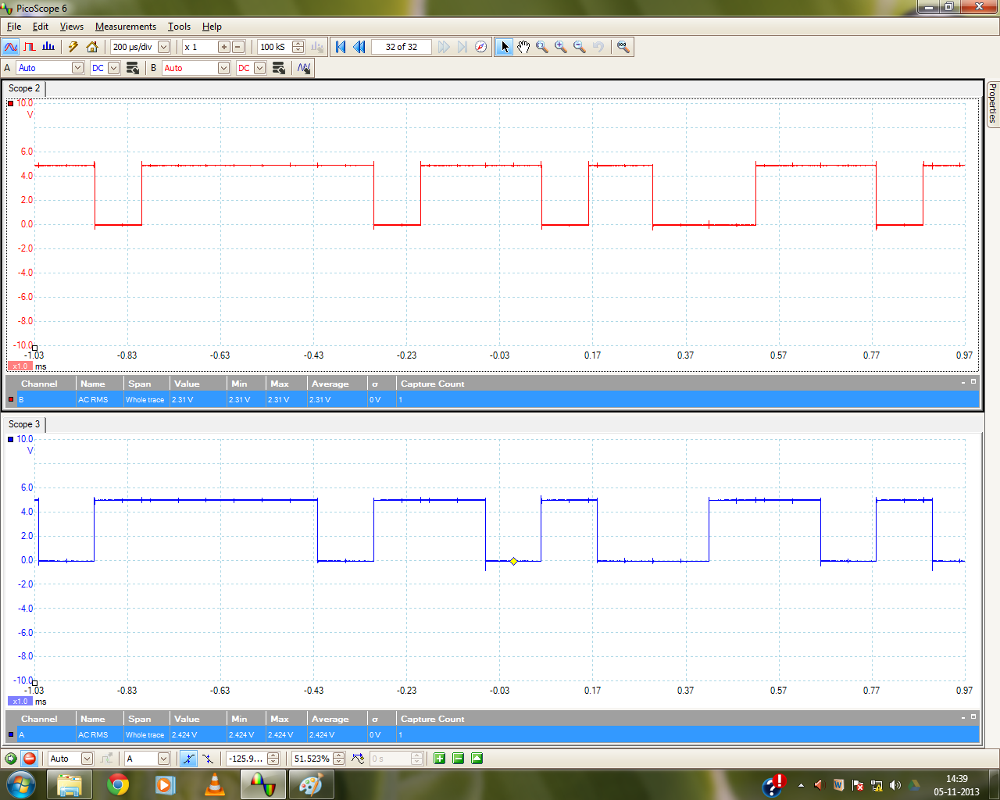 PicoScope 6
File Edit Views Measurements Tools Help
200 µs/div x 1 100 kS 32 of 32
A Auto DC B Auto DC
Scope 2
Properties
10.0
V
6.0
4.0
2.0
0.0
-2.0
-4.0
-6.0
-8.0
-10.0
-1.03 -0.83 -0.63 -0.43 -0.23 -0.03 0.17 0.37 0.57 0.77 0.97
x1.0 ms
Channel Name Span Value Min Max Average σ Capture Count
B AC RMS Whole trace 2.31 V 2.31 V 2.31 V 2.31 V 0 V 1
Scope 3
10.0
V
6.0
4.0
2.0
0.0
-2.0
-4.0
-6.0
-8.0
-10.0
-1.03 -0.83 -0.63 -0.43 -0.23 -0.03 0.17 0.37 0.57 0.77 0.97
x1.0 ms
Channel Name Span Value Min Max Average σ Capture Count
A AC RMS Whole trace 2.424 V 2.424 V 2.424 V 2.424 V 0 V 1
Auto A -125.9... 51.523% 0 s
14:39
05-11-2013